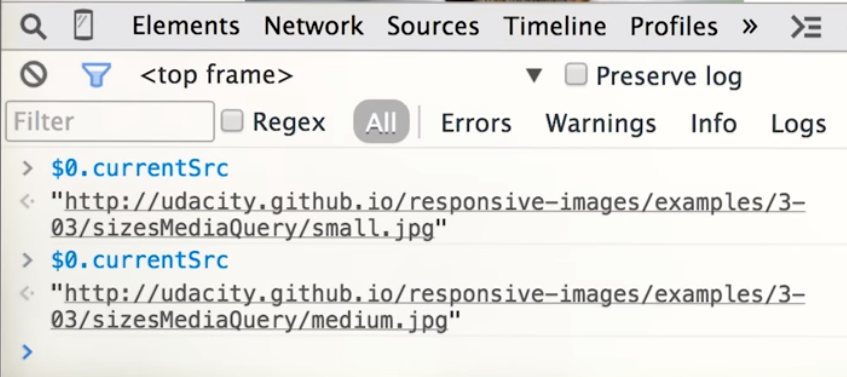 Elements Network Sources Timeline Profiles »
<top frame> ▼ Preserve log
Filter Regex All Errors Warnings Info Logs
> $0.currentSrc
"http://udacity.github.io/responsive-images/examples/3-
03/sizesMediaQuery/small.jpg"
> $0.currentSrc
"http://udacity.github.io/responsive-images/examples/3-
03/sizesMediaQuery/medium.jpg"
>